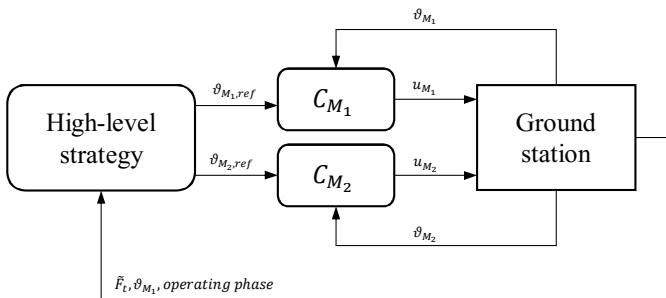 ϑ_{M_1}
High-level
strategy
ϑ_{M_1,ref}
C_{M_1}
u_{M_1}
Ground
station
ϑ_{M_2,ref}
C_{M_2}
u_{M_2}
ϑ_{M_2}
F̃_t, ϑ_{M_1}, operating phase